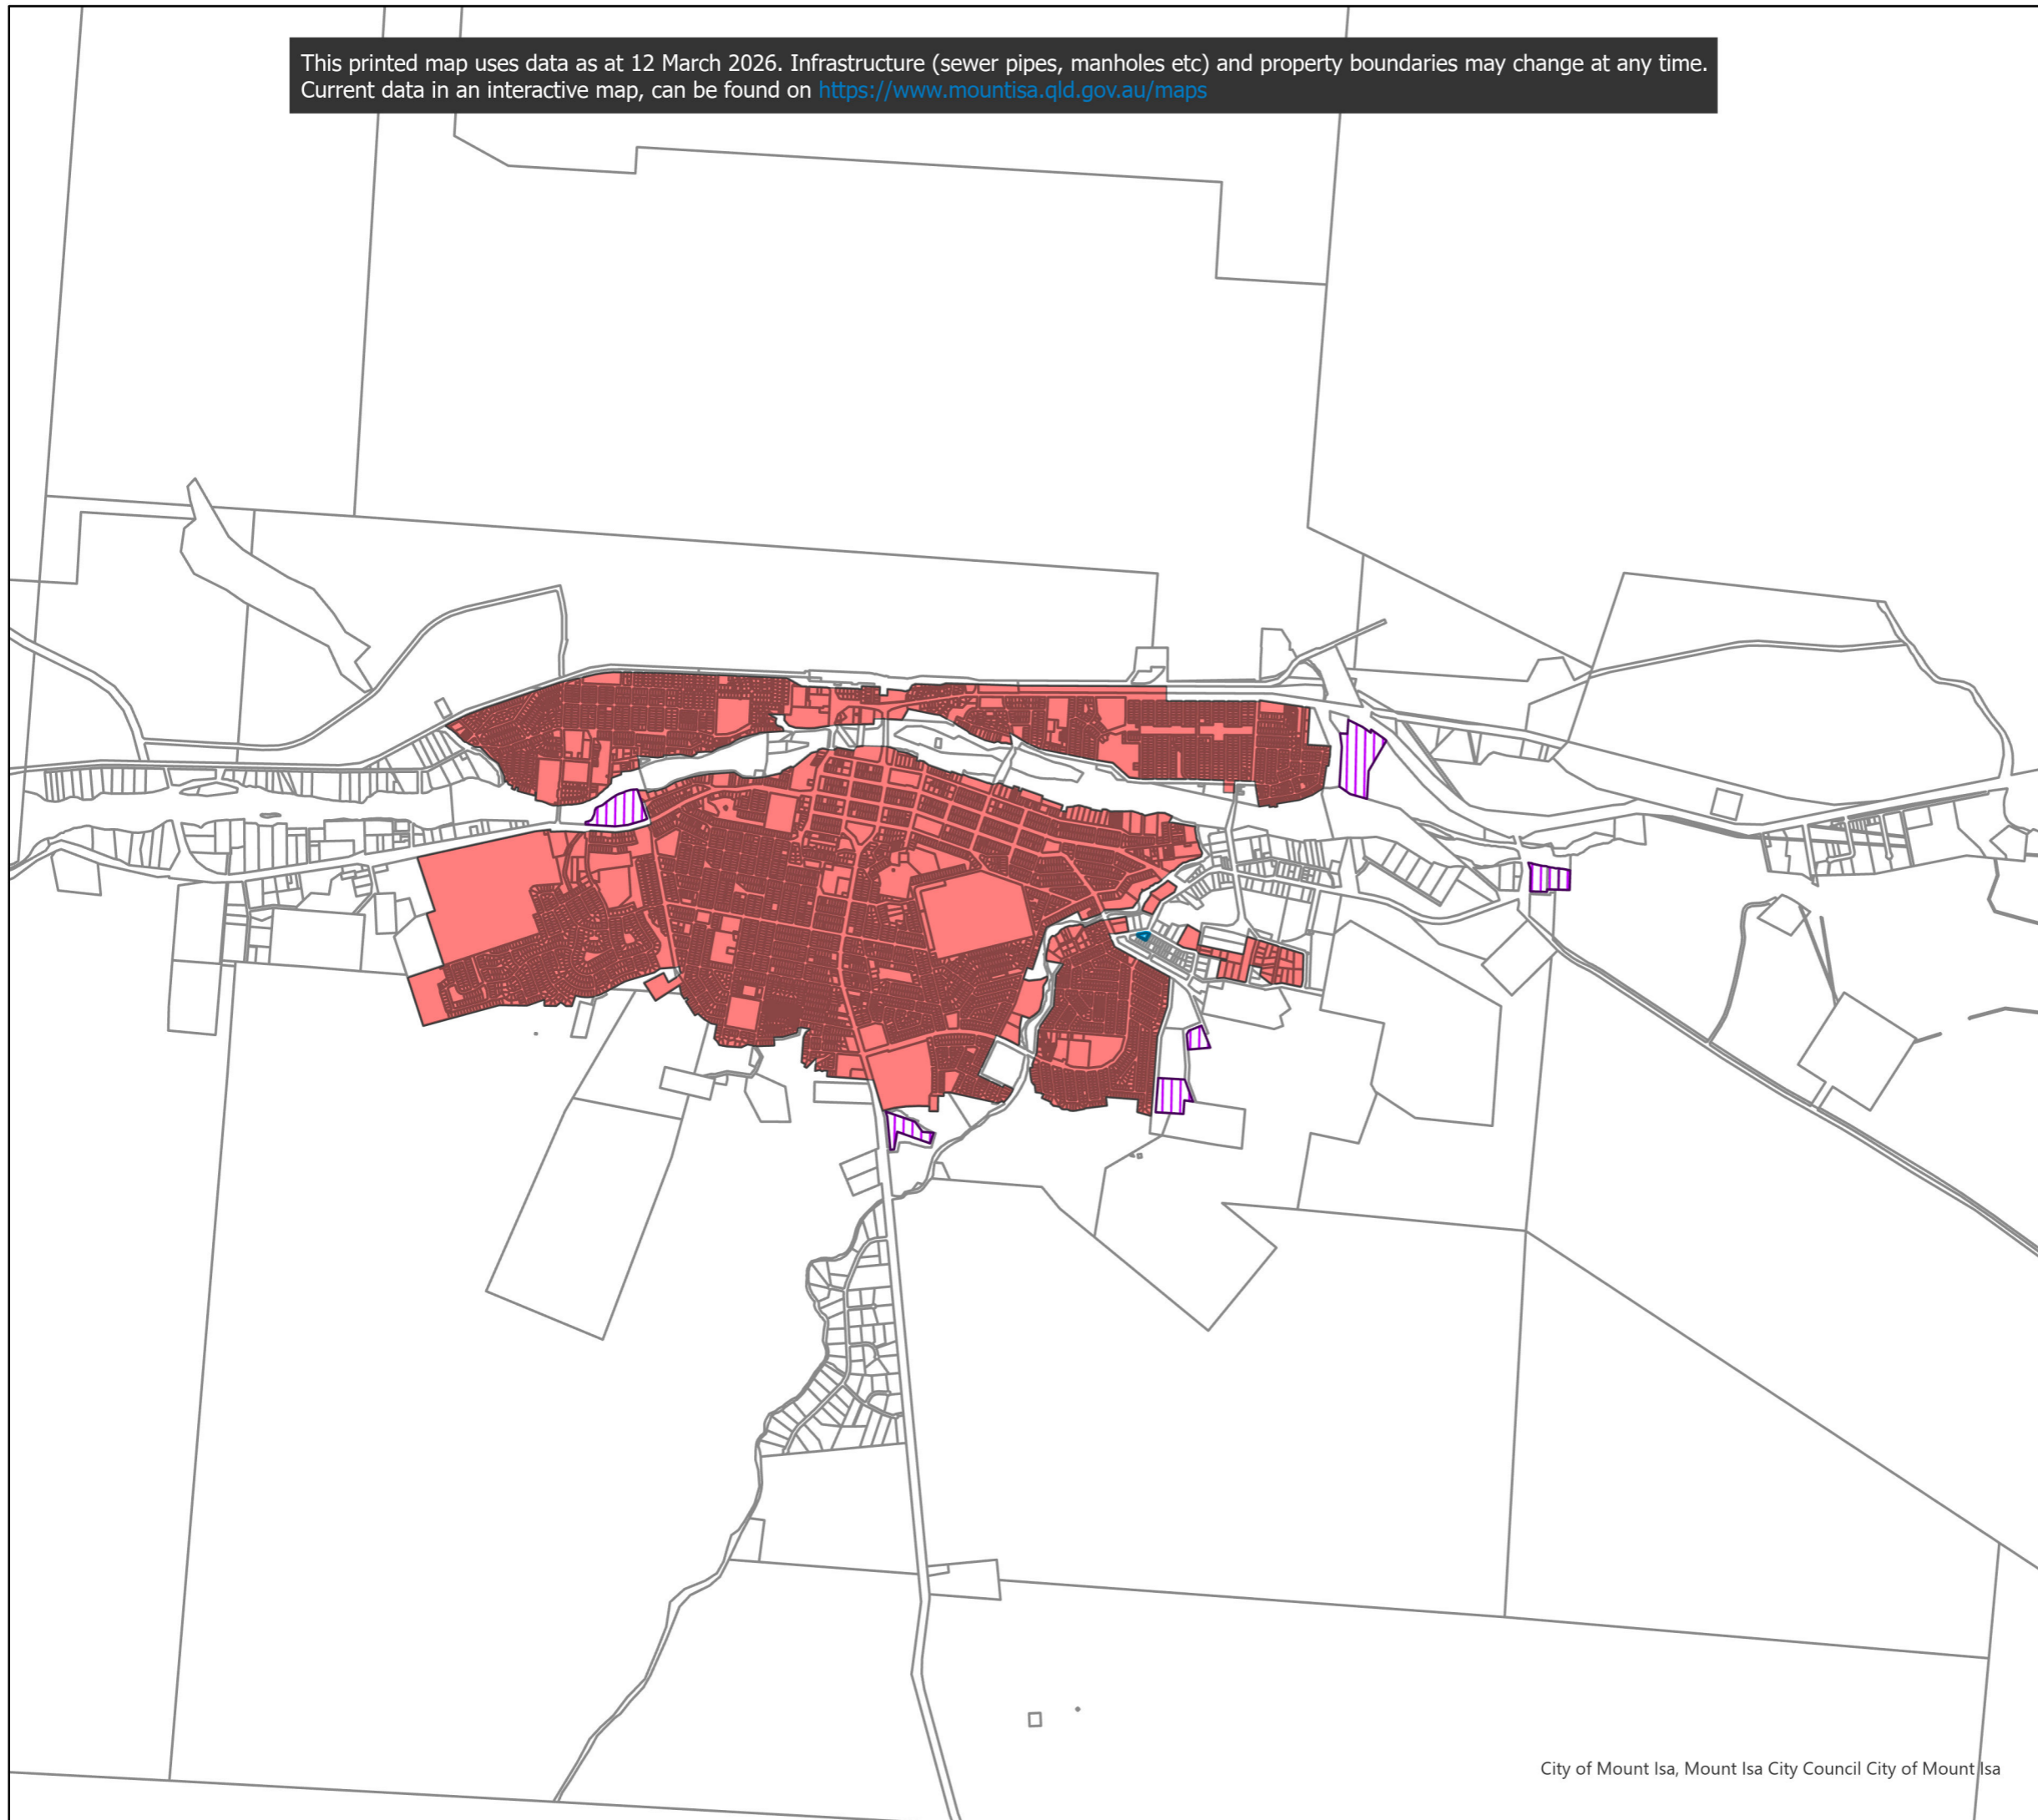 This printed map uses data as at 12 March 2026. Infrastructure (sewer pipes, manholes etc) and property boundaries may change at any time.
Current data in an interactive map, can be found on https://www.mountisa.qld.gov.au/maps
City of Mount Isa, Mount Isa City Council City of Mount Isa